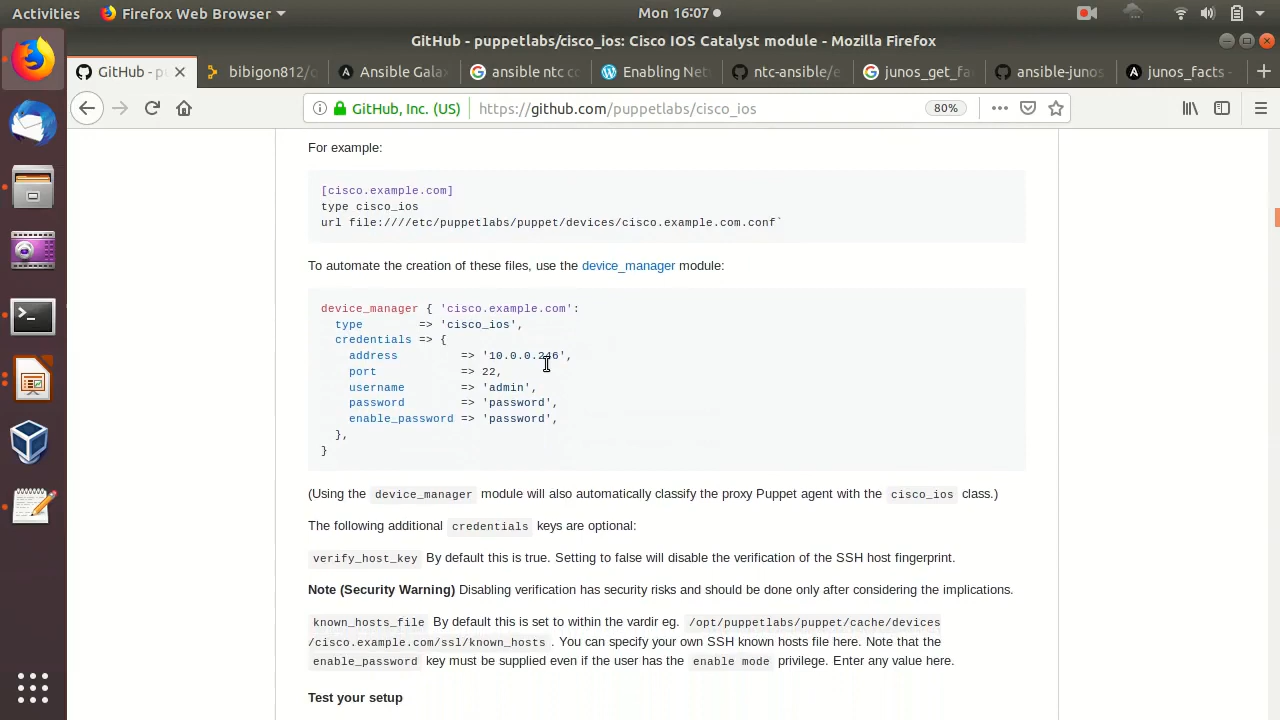 Activities Firefox Web Browser Mon 16:07
GitHub - puppetlabs/cisco_ios: Cisco IOS Catalyst module - Mozilla Firefox
GitHub - p bibigon812/q Ansible Gala ansible ntc co Enabling Net ntc-ansible/e junos_get_fa ansible-junos junos_facts -
GitHub, Inc. (US) https://github.com/puppetlabs/cisco_ios 80%
For example:
[cisco.example.com]
type cisco_ios
url file:////etc/puppetlabs/puppet/devices/cisco.example.com.conf`
To automate the creation of these files, use the device_manager module:
device_manager { 'cisco.example.com':
type => 'cisco_ios',
credentials => {
address => '10.0.0.246',
port => 22,
username => 'admin',
password => 'password',
enable_password => 'password',
},
}
(Using the device_manager module will also automatically classify the proxy Puppet agent with the cisco_ios class.)
The following additional credentials keys are optional:
verify_host_key By default this is true. Setting to false will disable the verification of the SSH host fingerprint.
Note (Security Warning) Disabling verification has security risks and should be done only after considering the implications.
known_hosts_file By default this is set to within the vardir eg. /opt/puppetlabs/puppet/cache/devices
/cisco.example.com/ssl/known_hosts . You can specify your own SSH known hosts file here. Note that the
enable_password key must be supplied even if the user has the enable mode privilege. Enter any value here.
Test your setup